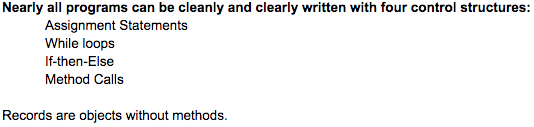 Nearly all programs can be cleanly and clearly written with four control structures:
Assignment Statements
While loops
If-then-Else
Method Calls
Records are objects without methods.